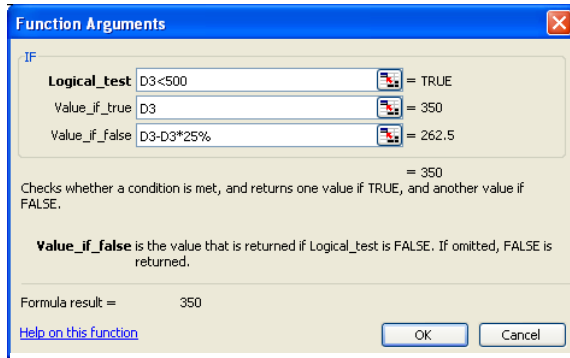 Function Arguments
IF
Logical_test D3<500 = TRUE
Value_if_true D3 = 350
Value_if_false D3-D3*25% = 262.5
= 350
Checks whether a condition is met, and returns one value if TRUE, and another value if
FALSE.
Value_if_false is the value that is returned if Logical_test is FALSE. If omitted, FALSE is
returned.
Formula result = 350
Help on this function OK Cancel